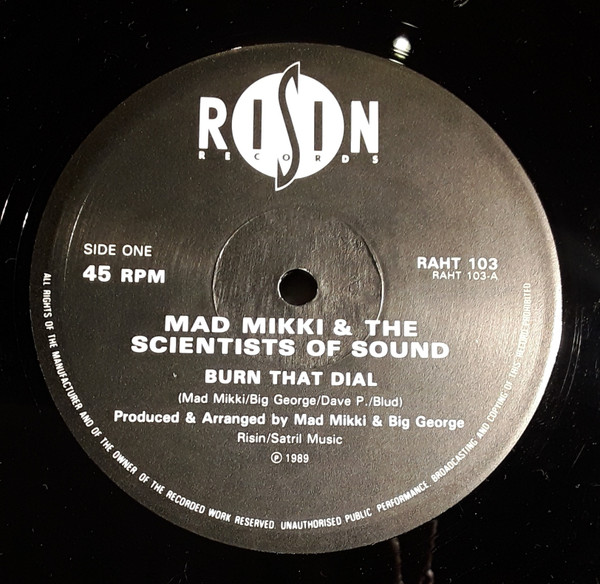 RISIN
RECORDS
SIDE ONE
45 RPM
RAHT 103
RAHT 103-A
MAD MIKKI & THE
SCIENTISTS OF SOUND
BURN THAT DIAL
(Mad Mikki/Big George/Dave P./Blud)
Produced & Arranged by Mad Mikki & Big George
Risin/Satril Music
℗ 1989
ALL RIGHTS OF THE MANUFACTURER AND OF THE OWNER OF THE RECORDED WORK RESERVED. UNAUTHORISED PUBLIC PERFORMANCE, BROADCASTING AND COPYING OF THIS RECORD PROHIBITED